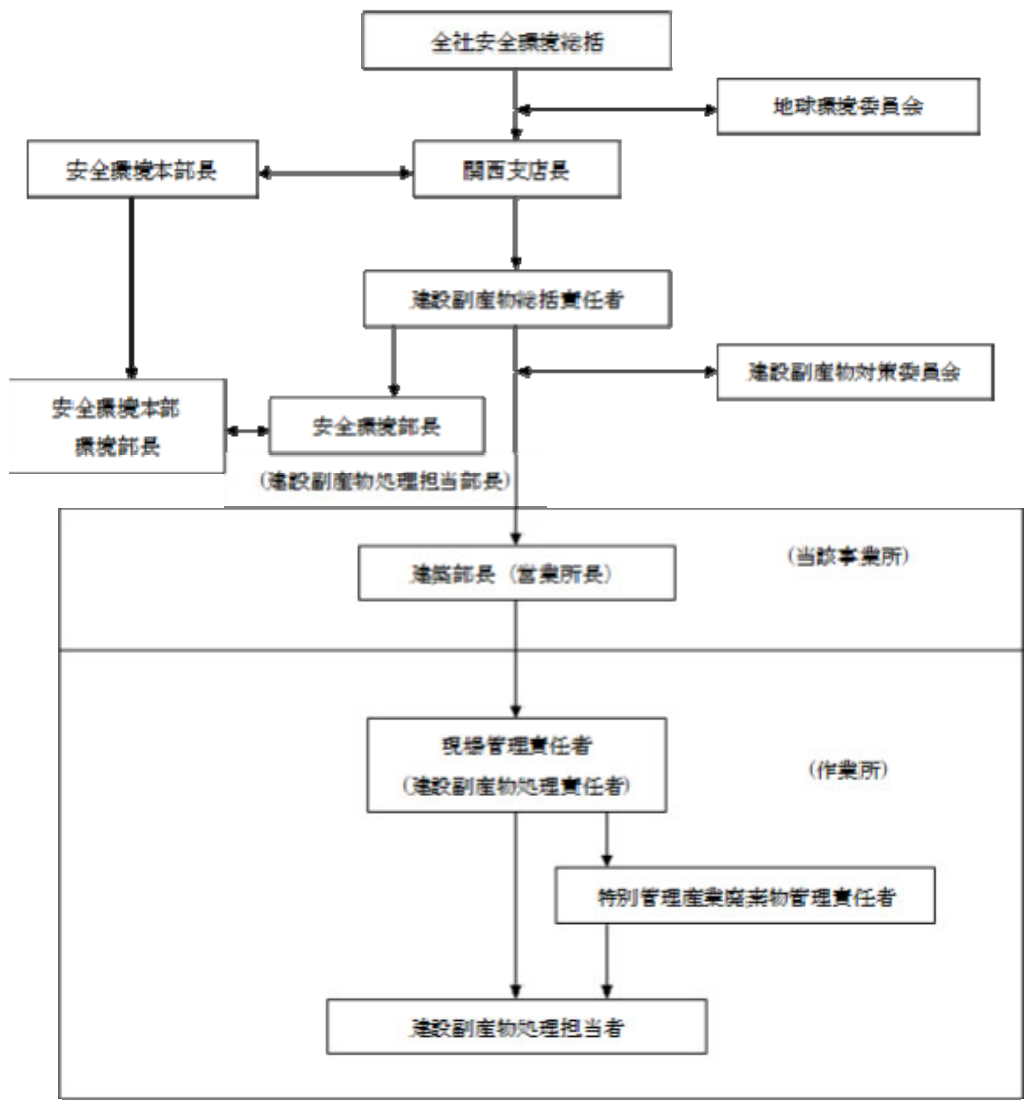 全社安全環境総括
地球環境委員会
安全環境本部長
関西支店長
建設副産物総括責任者
建設副産物対策委員会
安全環境本部
環境部長
安全環境部長
(建設副産物処理担当部長)
(当該事業所)
建築部長（営業所長）
現場管理責任者
(建設副産物処理責任者)
(作業所)
特別管理産業廃棄物管理責任者
建設副産物処理担当者